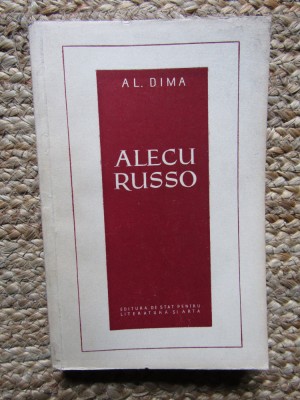 AL. DIMA
ALECU
RUSSO
EDITURA DE STAT PENTRU
LITERATURĂ ȘI ARTĂ